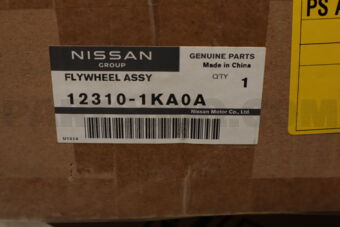 PS A
NISSAN
GROUP
GENUINE PARTS
Made in China
FLYWHEEL ASSY
QTY
1
12310-1KA0A
Nissan Motor Co., Ltd.